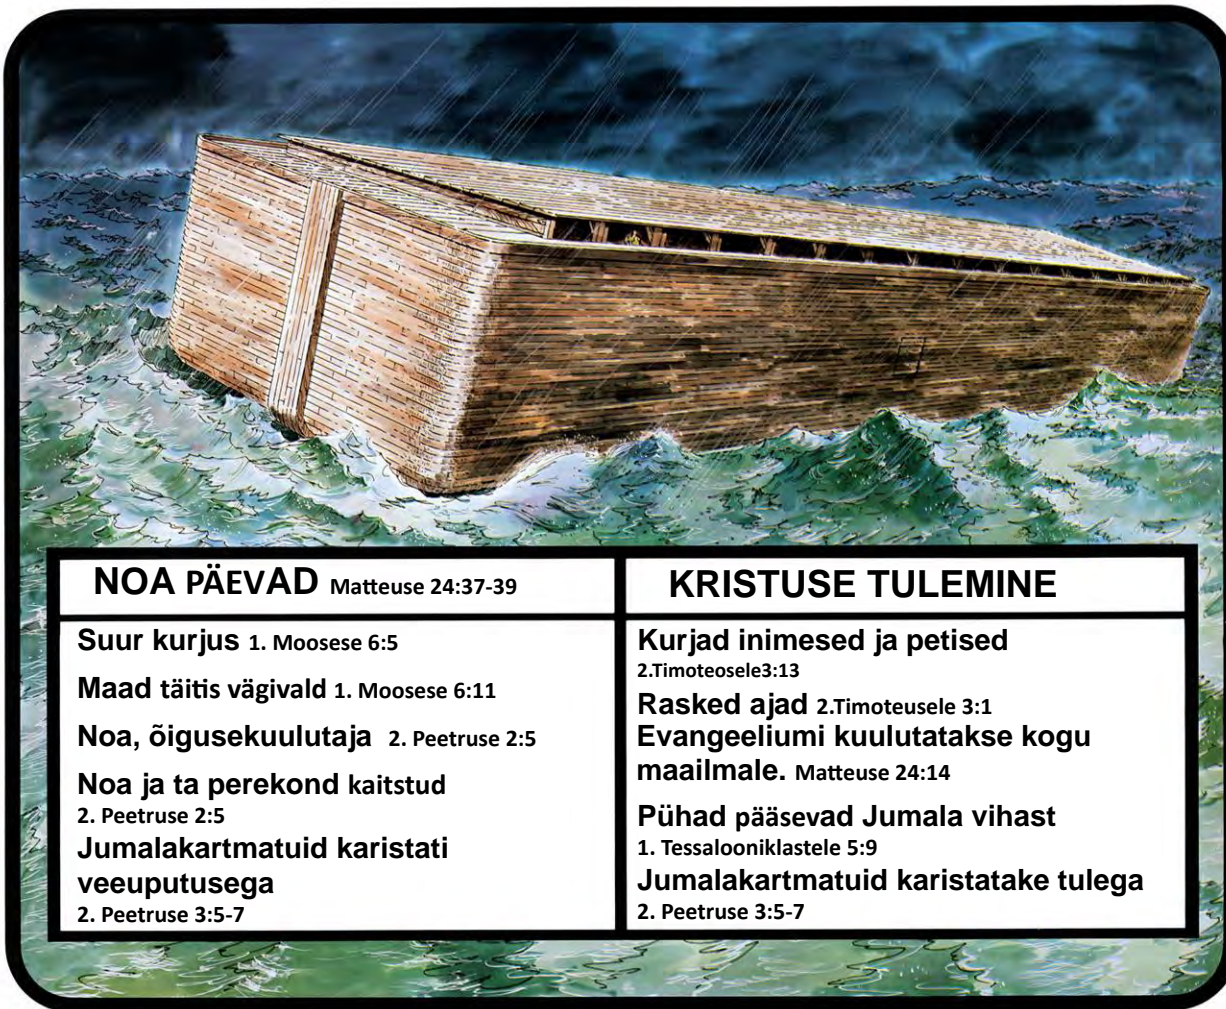 NOA PÄEVAD Matteuse 24:37-39
Suur kurjus 1. Moosese 6:5
Maad täitis vägivald 1. Moosese 6:11
Noa, õigusekuulutaja 2. Peetruse 2:5
Noa ja ta perekond kaitstud
2. Peetruse 2:5
Jumalakartmatuid karistati
veeuputusega
2. Peetruse 3:5-7
KRISTUSE TULEMINE
Kurjad inimesed ja petised
2.Timoteosele3:13
Rasked ajad 2.Timoteusele 3:1
Evangeeliumi kuulutatakse kogu
maailmale. Matteuse 24:14
Pühad pääsevad Jumala vihast
1. Tessalooniklastele 5:9
Jumalakartmatuid karistatake tulega
2. Peetruse 3:5-7